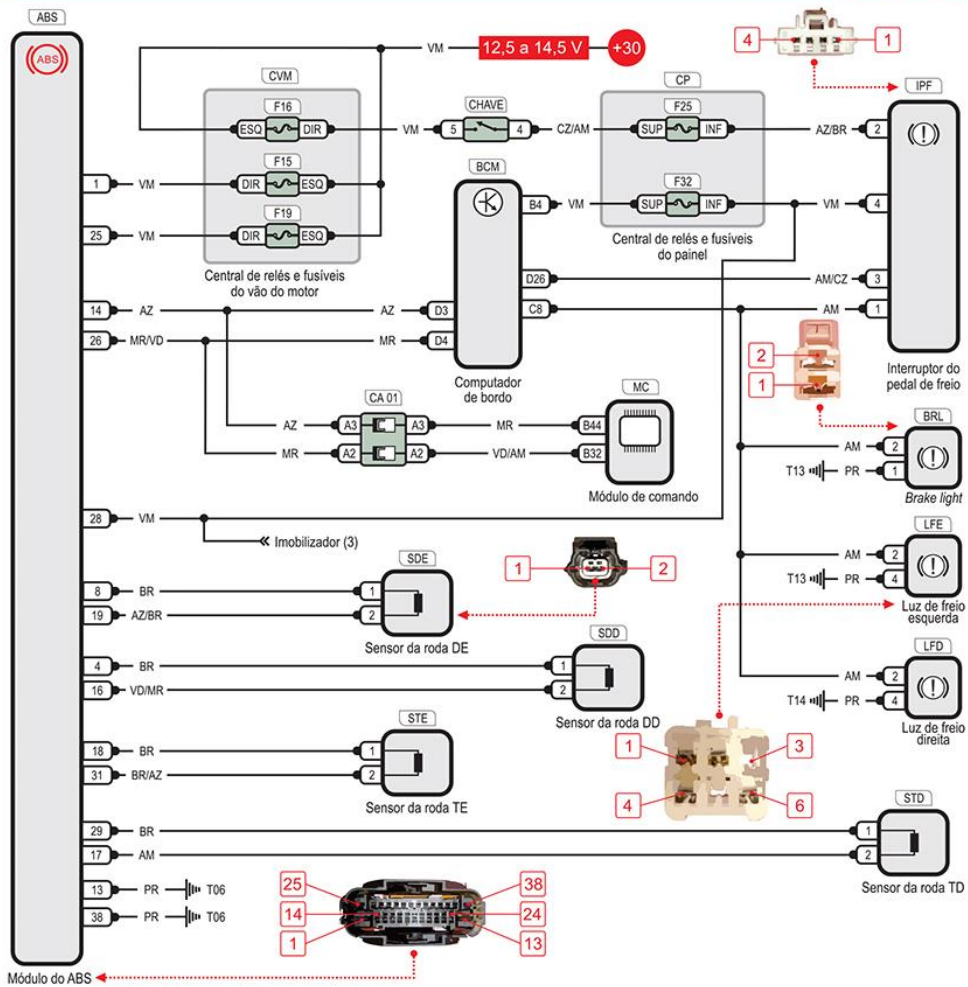 ABS
ABS
VM
12,5 a 14,5 V
+30
4
1
CVM
F16
ESQ
DIR
VM
CHAVE
5
4
CZ/AM
CP
F25
SUP
INF
AZ/BR
IPF
2
1
VM
F15
DIR
ESQ
BCM
B4
VM
F32
SUP
INF
VM
4
25
VM
F19
DIR
ESQ
Central de relés e fusíveis
do vão do motor
Central de relés e fusíveis
do painel
D26
AM/CZ
3
14
AZ
AZ
D3
C8
AM
1
26
MR/VD
MR
D4
Computador
de bordo
Interruptor do
pedal de freio
2
1
CA 01
AZ
A3
A3
MR
B44
MR
A2
A2
VD/AM
B32
MC
Módulo de comando
BRL
AM
2
T13
PR
1
Brake light
28
VM
Imobilizador (3)
LFE
AM
2
T13
PR
4
Luz de freio
esquerda
8
BR
1
SDE
19
AZ/BR
2
Sensor da roda DE
1
2
4
BR
1
SDD
16
VD/MR
2
Sensor da roda DD
LFD
AM
2
T14
PR
4
Luz de freio
direita
18
BR
1
STE
31
BR/AZ
2
Sensor da roda TE
1
3
4
6
29
BR
1
STD
17
AM
2
Sensor da roda TD
13
PR
T06
38
PR
T06
25
38
14
24
1
13
Módulo do ABS